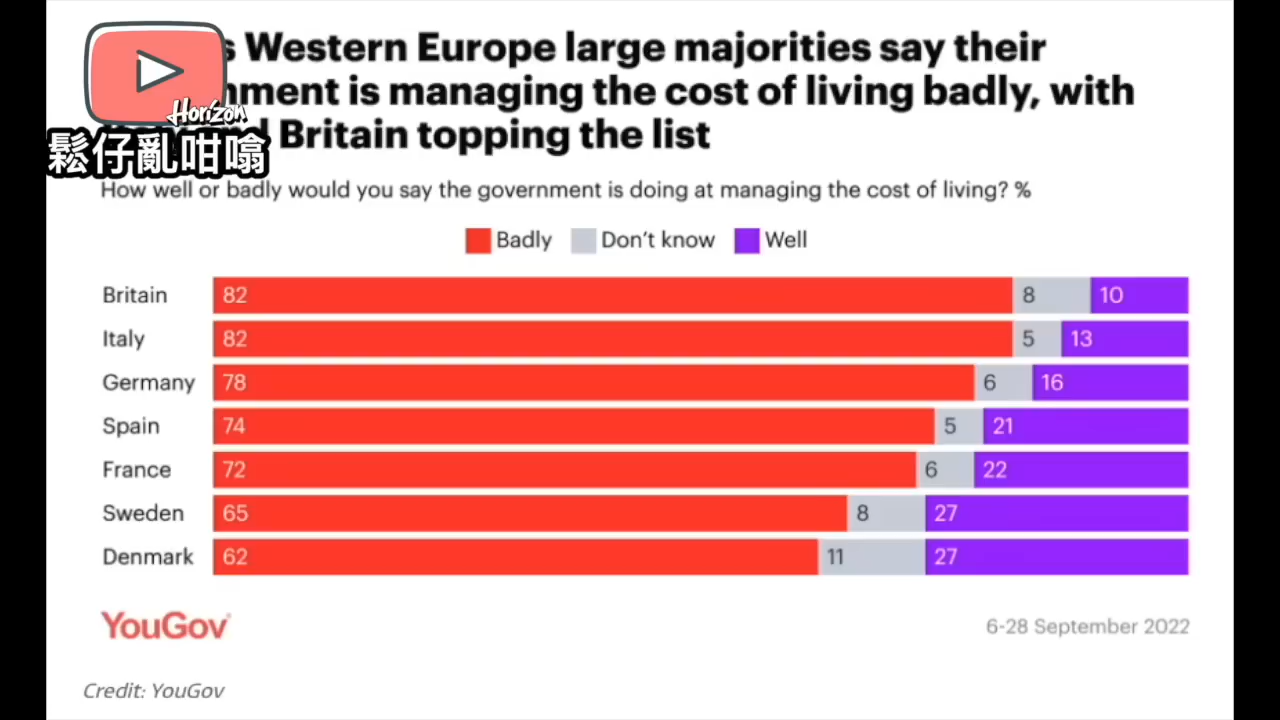 Western Europe large majorities say their
is managing the cost of living badly, with
Britain topping the list
Horizon
鬆仔亂咁噏
How well or badly would you say the government is doing at managing the cost of living? %
Badly Don't know Well
Britain 82 8 10
Italy 82 5 13
Germany 78 6 16
Spain 74 5 21
France 72 6 22
Sweden 65 8 27
Denmark 62 11 27
YouGov
6-28 September 2022
Credit: YouGov